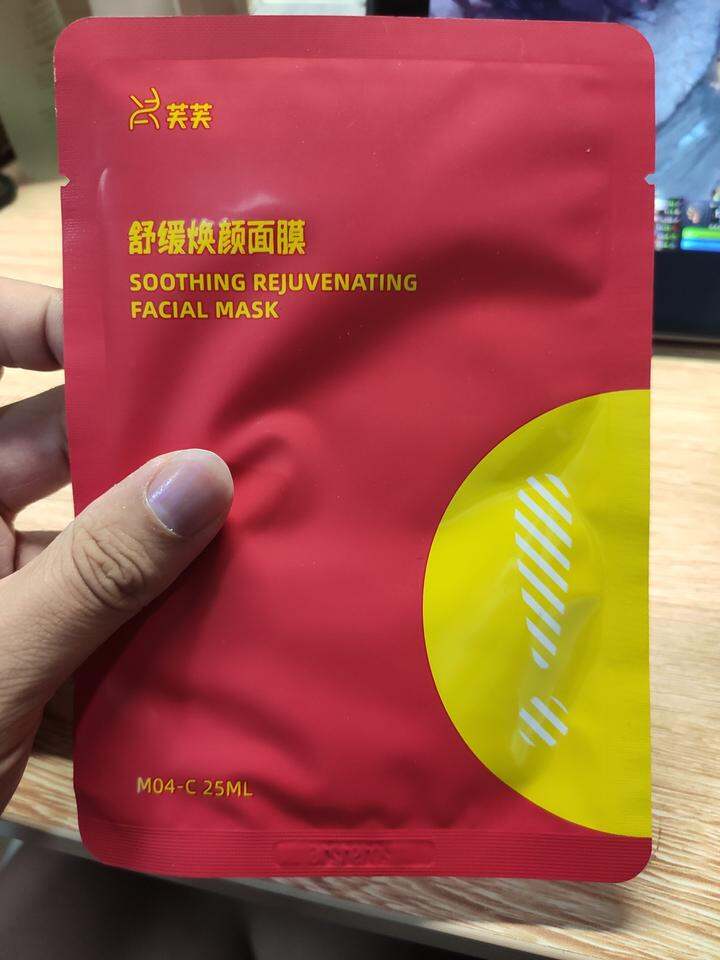 芙芙
舒缓焕颜面膜
SOOTHING REJUVENATING
FACIAL MASK
M04-C 25ML